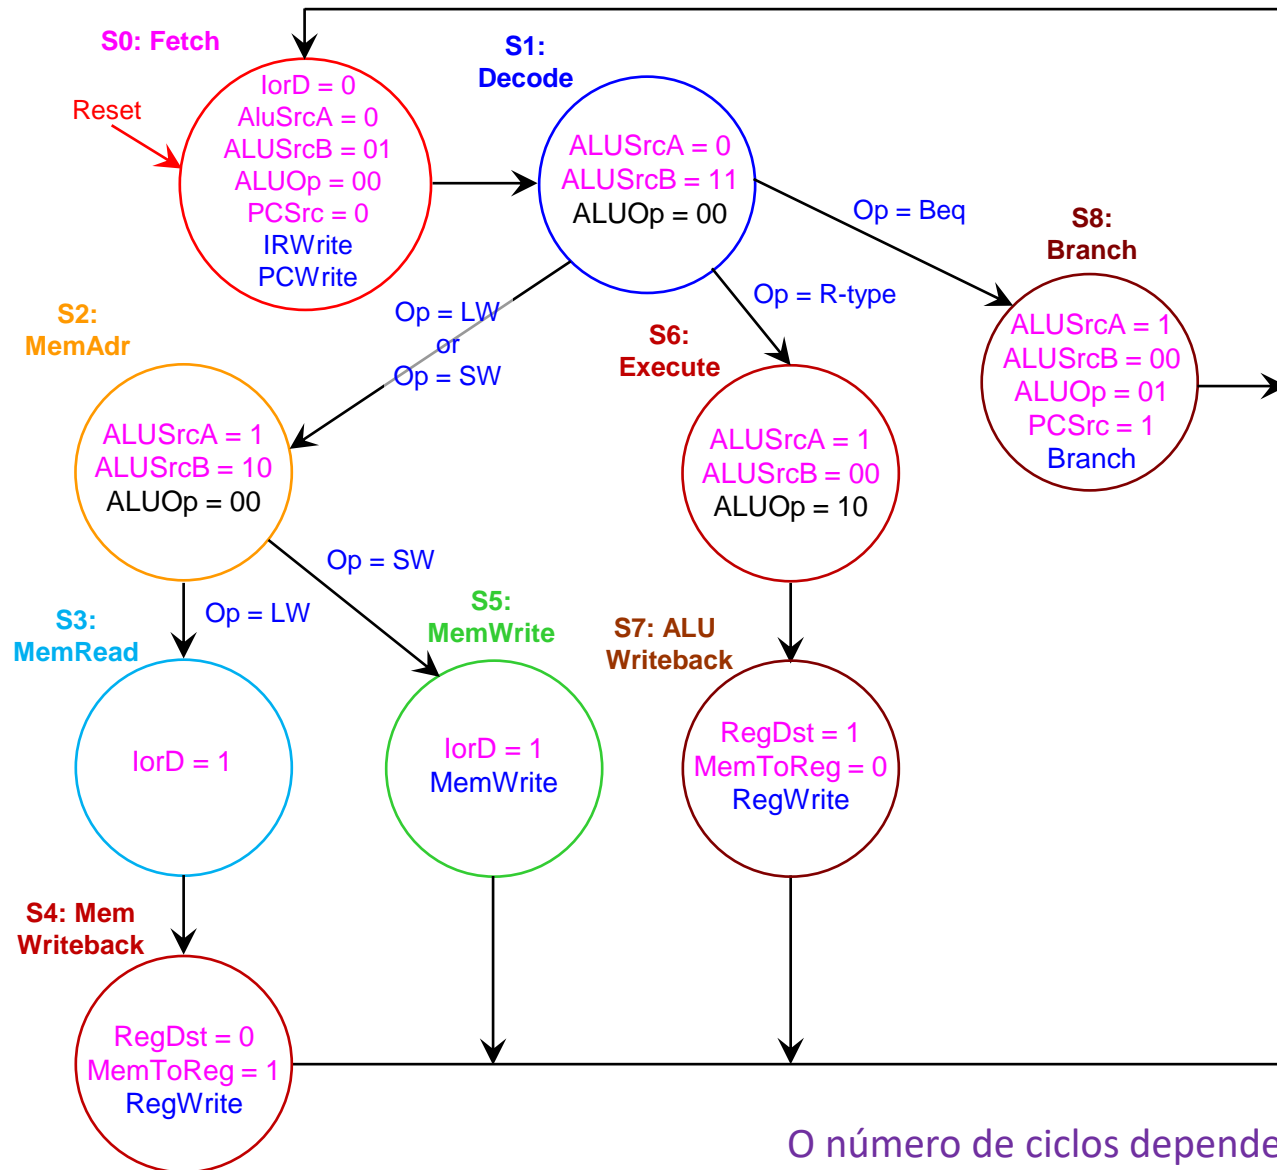 S0: Fetch
Reset
IorD = 0
AluSrcA = 0
ALUSrcB = 01
ALUOp = 00
PCSrc = 0
IRWrite
PCWrite
S1:
Decode
ALUSrcA = 0
ALUSrcB = 11
ALUOp = 00
Op = Beq
S8:
Branch
ALUSrcA = 1
ALUSrcB = 00
ALUOp = 01
PCSrc = 1
Branch
Op = LW
or
Op = SW
Op = R-type
S2:
MemAdr
ALUSrcA = 1
ALUSrcB = 10
ALUOp = 00
S6:
Execute
ALUSrcA = 1
ALUSrcB = 00
ALUOp = 10
Op = SW
Op = LW
S3:
MemRead
IorD = 1
S5:
MemWrite
IorD = 1
MemWrite
S7: ALU
Writeback
RegDst = 1
MemToReg = 0
RegWrite
S4: Mem
Writeback
RegDst = 0
MemToReg = 1
RegWrite
O número de ciclos depende